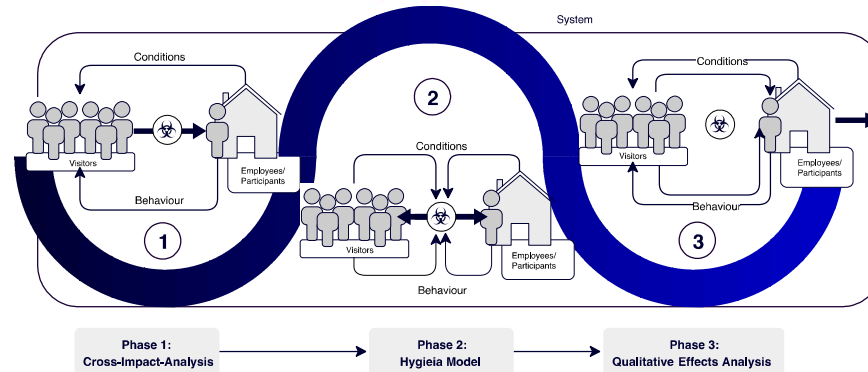 System
Conditions
Visitors
Employees/
Participants
Behaviour
1
2
Conditions
Visitors
Employees/
Participants
Behaviour
Conditions
Visitors
Employees/
Participants
Behaviour
3
Phase 1:
Cross-Impact-Analysis
Phase 2:
Hygieia Model
Phase 3:
Qualitative Effects Analysis